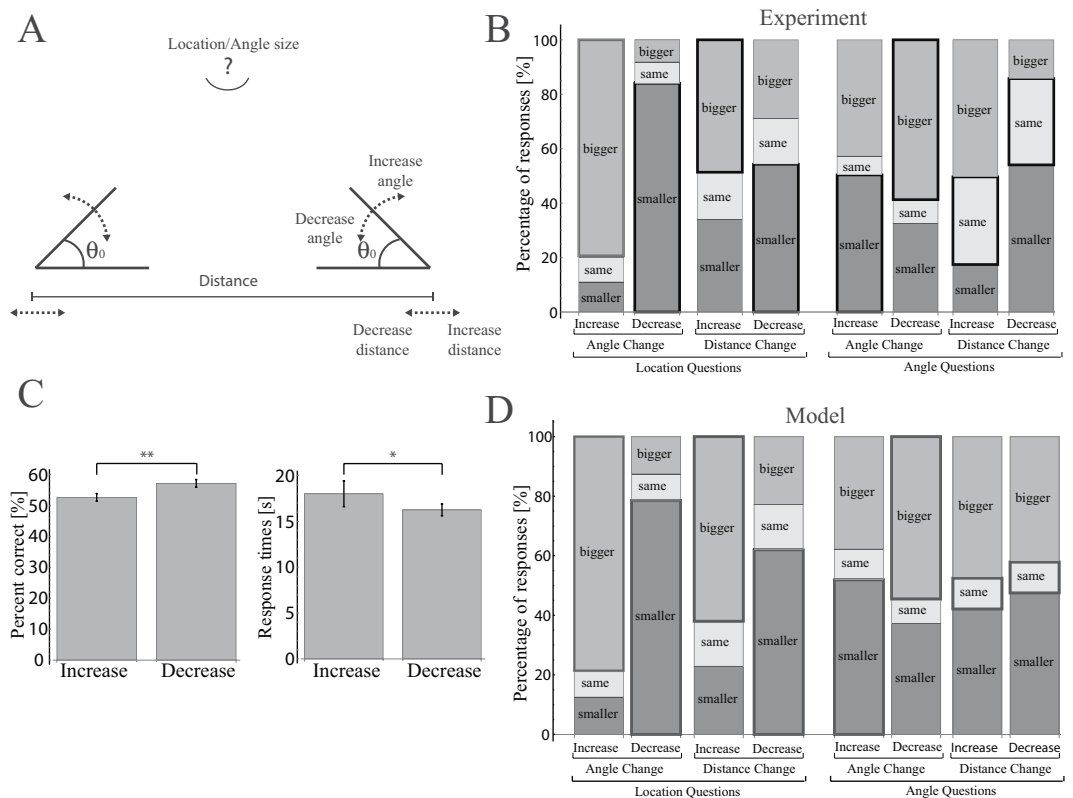 A
Location/Angle size
?
Increase
angle
Decrease
angle
θ0
θ0
Distance
Decrease
distance
Increase
distance
B
Experiment
Percentage of responses [%]
100
80
60
40
20
0
bigger
same
smaller
bigger
same
smaller
bigger
same
smaller
bigger
same
smaller
bigger
same
smaller
bigger
same
smaller
bigger
same
smaller
bigger
same
smaller
Increase Decrease Increase Decrease Increase Decrease Increase Decrease
Angle Change Distance Change Angle Change Distance Change
Location Questions Angle Questions
C
Percent correct [%]
60
50
40
30
20
10
0
**
Increase Decrease
Response times [s]
20
15
10
5
0
*
Increase Decrease
D
Model
Percentage of responses [%]
100
80
60
40
20
0
bigger
same
smaller
bigger
same
smaller
bigger
same
smaller
bigger
same
smaller
bigger
same
smaller
bigger
same
smaller
bigger
same
smaller
bigger
same
smaller
Increase Decrease Increase Decrease Increase Decrease Increase Decrease
Angle Change Distance Change Angle Change Distance Change
Location Questions Angle Questions